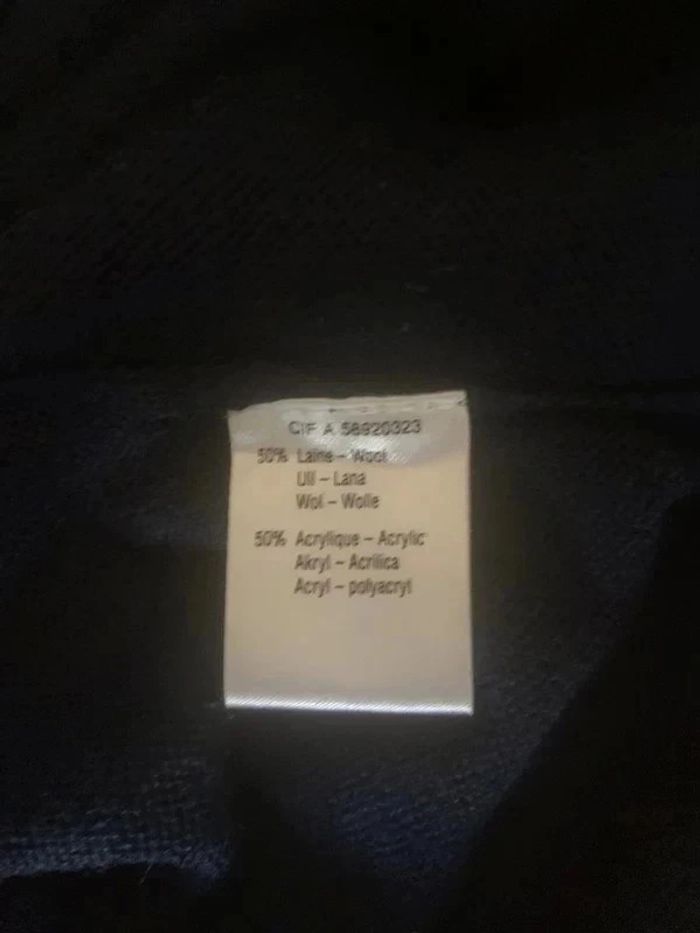 CIF A 58920323
50% Laine – Wool
Ull – Lana
Wol – Wolle
50% Acrylique – Acrylic
Akryl – Acrilica
Acryl – polyacryl